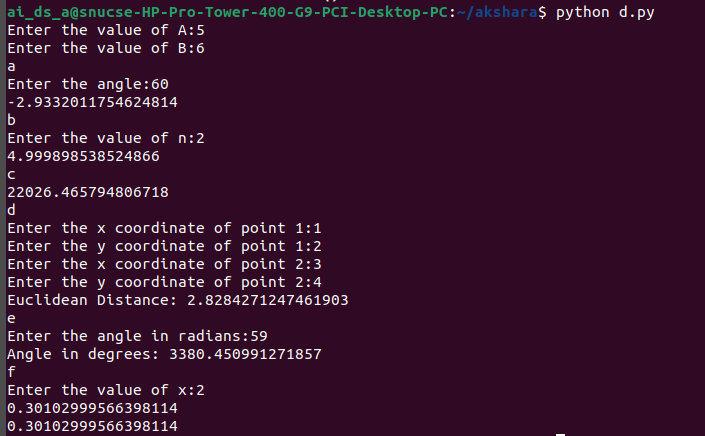 ai_ds_a@snucse-HP-Pro-Tower-400-G9-PCI-Desktop-PC:~/akshara$ python d.py
Enter the value of A:5
Enter the value of B:6
a
Enter the angle:60
-2.9332011754624814
b
Enter the value of n:2
4.999898538524866
c
22026.465794806718
d
Enter the x coordinate of point 1:1
Enter the y coordinate of point 1:2
Enter the x coordinate of point 2:3
Enter the y coordinate of point 2:4
Euclidean Distance: 2.8284271247461903
e
Enter the angle in radians:59
Angle in degrees: 3380.450991271857
f
Enter the value of x:2
0.30102999566398114
0.30102999566398114